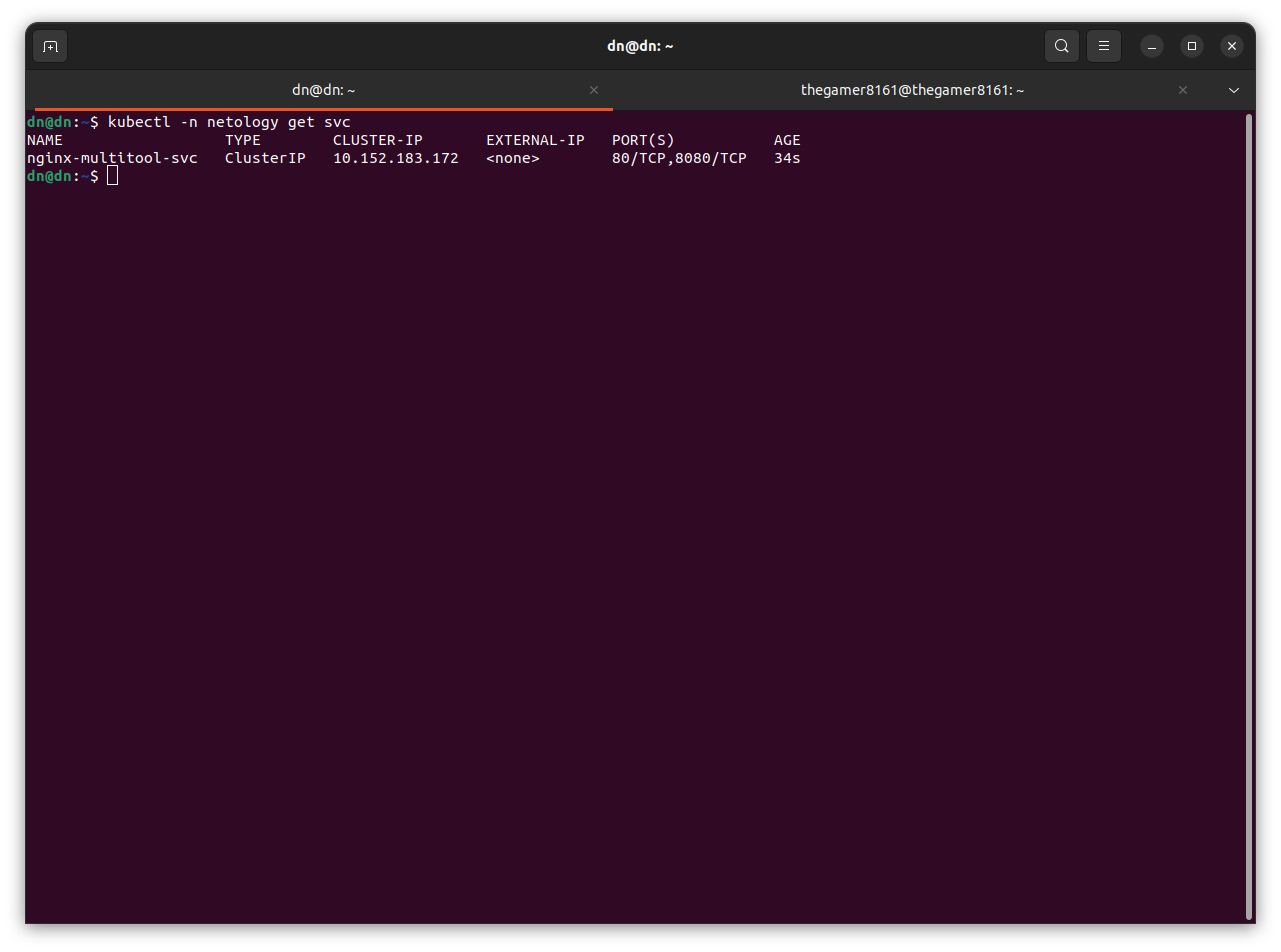 dn@dn: ~
dn@dn: ~
thegamer8161@thegamer8161: ~
dn@dn:~$ kubectl -n netology get svc
NAME                  TYPE        CLUSTER-IP       EXTERNAL-IP   PORT(S)           AGE
nginx-multitool-svc   ClusterIP   10.152.183.172   <none>        80/TCP,8080/TCP   34s
dn@dn:~$